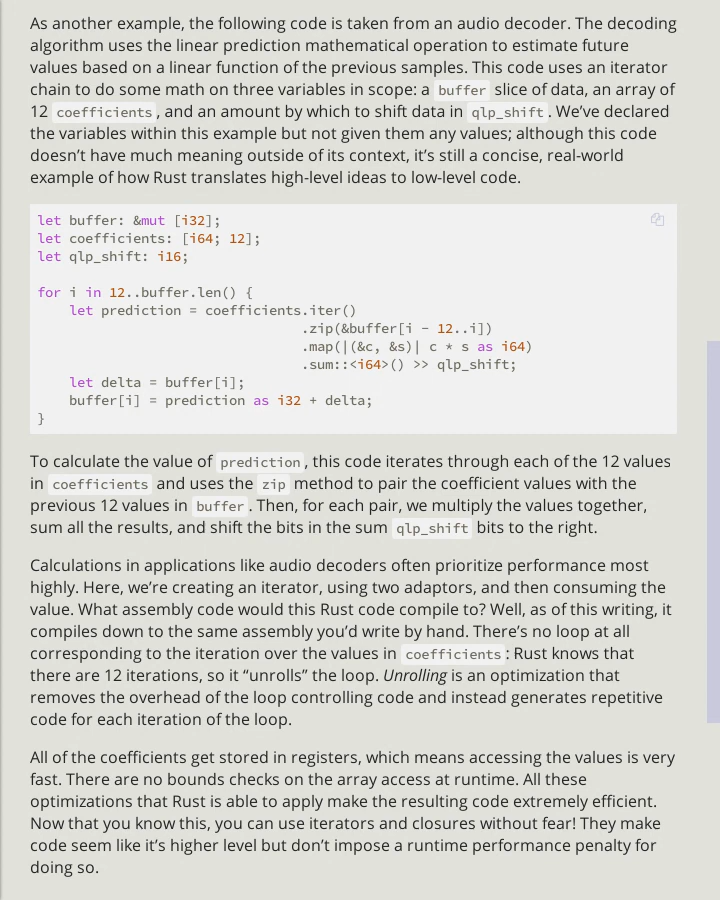 As another example, the following code is taken from an audio decoder. The decoding
algorithm uses the linear prediction mathematical operation to estimate future
values based on a linear function of the previous samples. This code uses an iterator
chain to do some math on three variables in scope: a buffer slice of data, an array of
12 coefficients, and an amount by which to shift data in qlp_shift. We’ve declared
the variables within this example but not given them any values; although this code
doesn’t have much meaning outside of its context, it’s still a concise, real-world
example of how Rust translates high-level ideas to low-level code.
let buffer: &mut [i32];
let coefficients: [i64; 12];
let qlp_shift: i16;
for i in 12..buffer.len() {
    let prediction = coefficients.iter()
                                 .zip(&buffer[i - 12..i])
                                 .map(|(&c, &s)| c * s as i64)
                                 .sum::<i64>() >> qlp_shift;
    let delta = buffer[i];
    buffer[i] = prediction as i32 + delta;
}
To calculate the value of prediction, this code iterates through each of the 12 values
in coefficients and uses the zip method to pair the coefficient values with the
previous 12 values in buffer. Then, for each pair, we multiply the values together,
sum all the results, and shift the bits in the sum qlp_shift bits to the right.
Calculations in applications like audio decoders often prioritize performance most
highly. Here, we’re creating an iterator, using two adaptors, and then consuming the
value. What assembly code would this Rust code compile to? Well, as of this writing, it
compiles down to the same assembly you’d write by hand. There’s no loop at all
corresponding to the iteration over the values in coefficients: Rust knows that
there are 12 iterations, so it “unrolls” the loop. Unrolling is an optimization that
removes the overhead of the loop controlling code and instead generates repetitive
code for each iteration of the loop.
All of the coefficients get stored in registers, which means accessing the values is very
fast. There are no bounds checks on the array access at runtime. All these
optimizations that Rust is able to apply make the resulting code extremely efficient.
Now that you know this, you can use iterators and closures without fear! They make
code seem like it’s higher level but don’t impose a runtime performance penalty for
doing so.